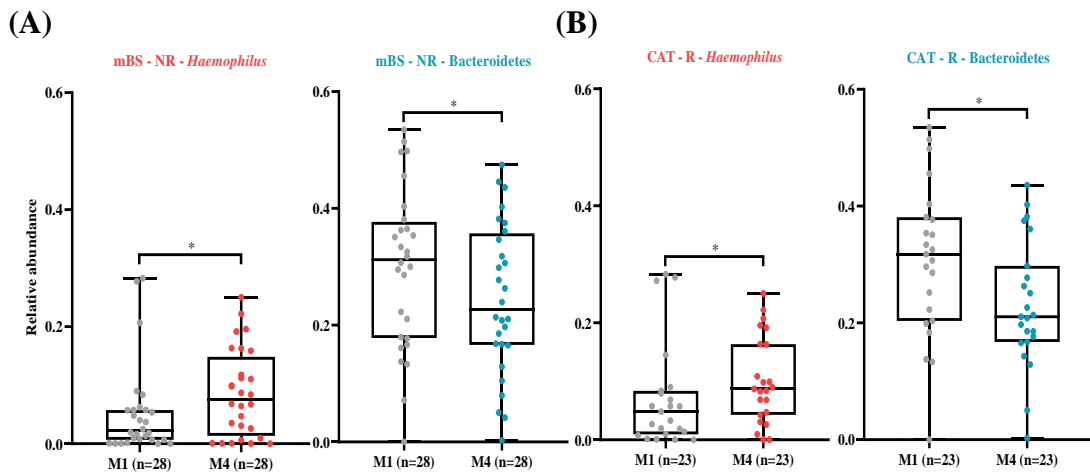 (A)
(B)
mBS - NR - Haemophilus
mBS - NR - Bacteroidetes
CAT - R - Haemophilus
CAT - R - Bacteroidetes
Relative abundance
0.6
0.4
0.2
0.0
*
M1 (n=28)
M4 (n=28)
0.6
0.4
0.2
0.0
*
M1 (n=28)
M4 (n=28)
0.6
0.4
0.2
0.0
*
M1 (n=23)
M4 (n=23)
0.6
0.4
0.2
0.0
*
M1 (n=23)
M4 (n=23)